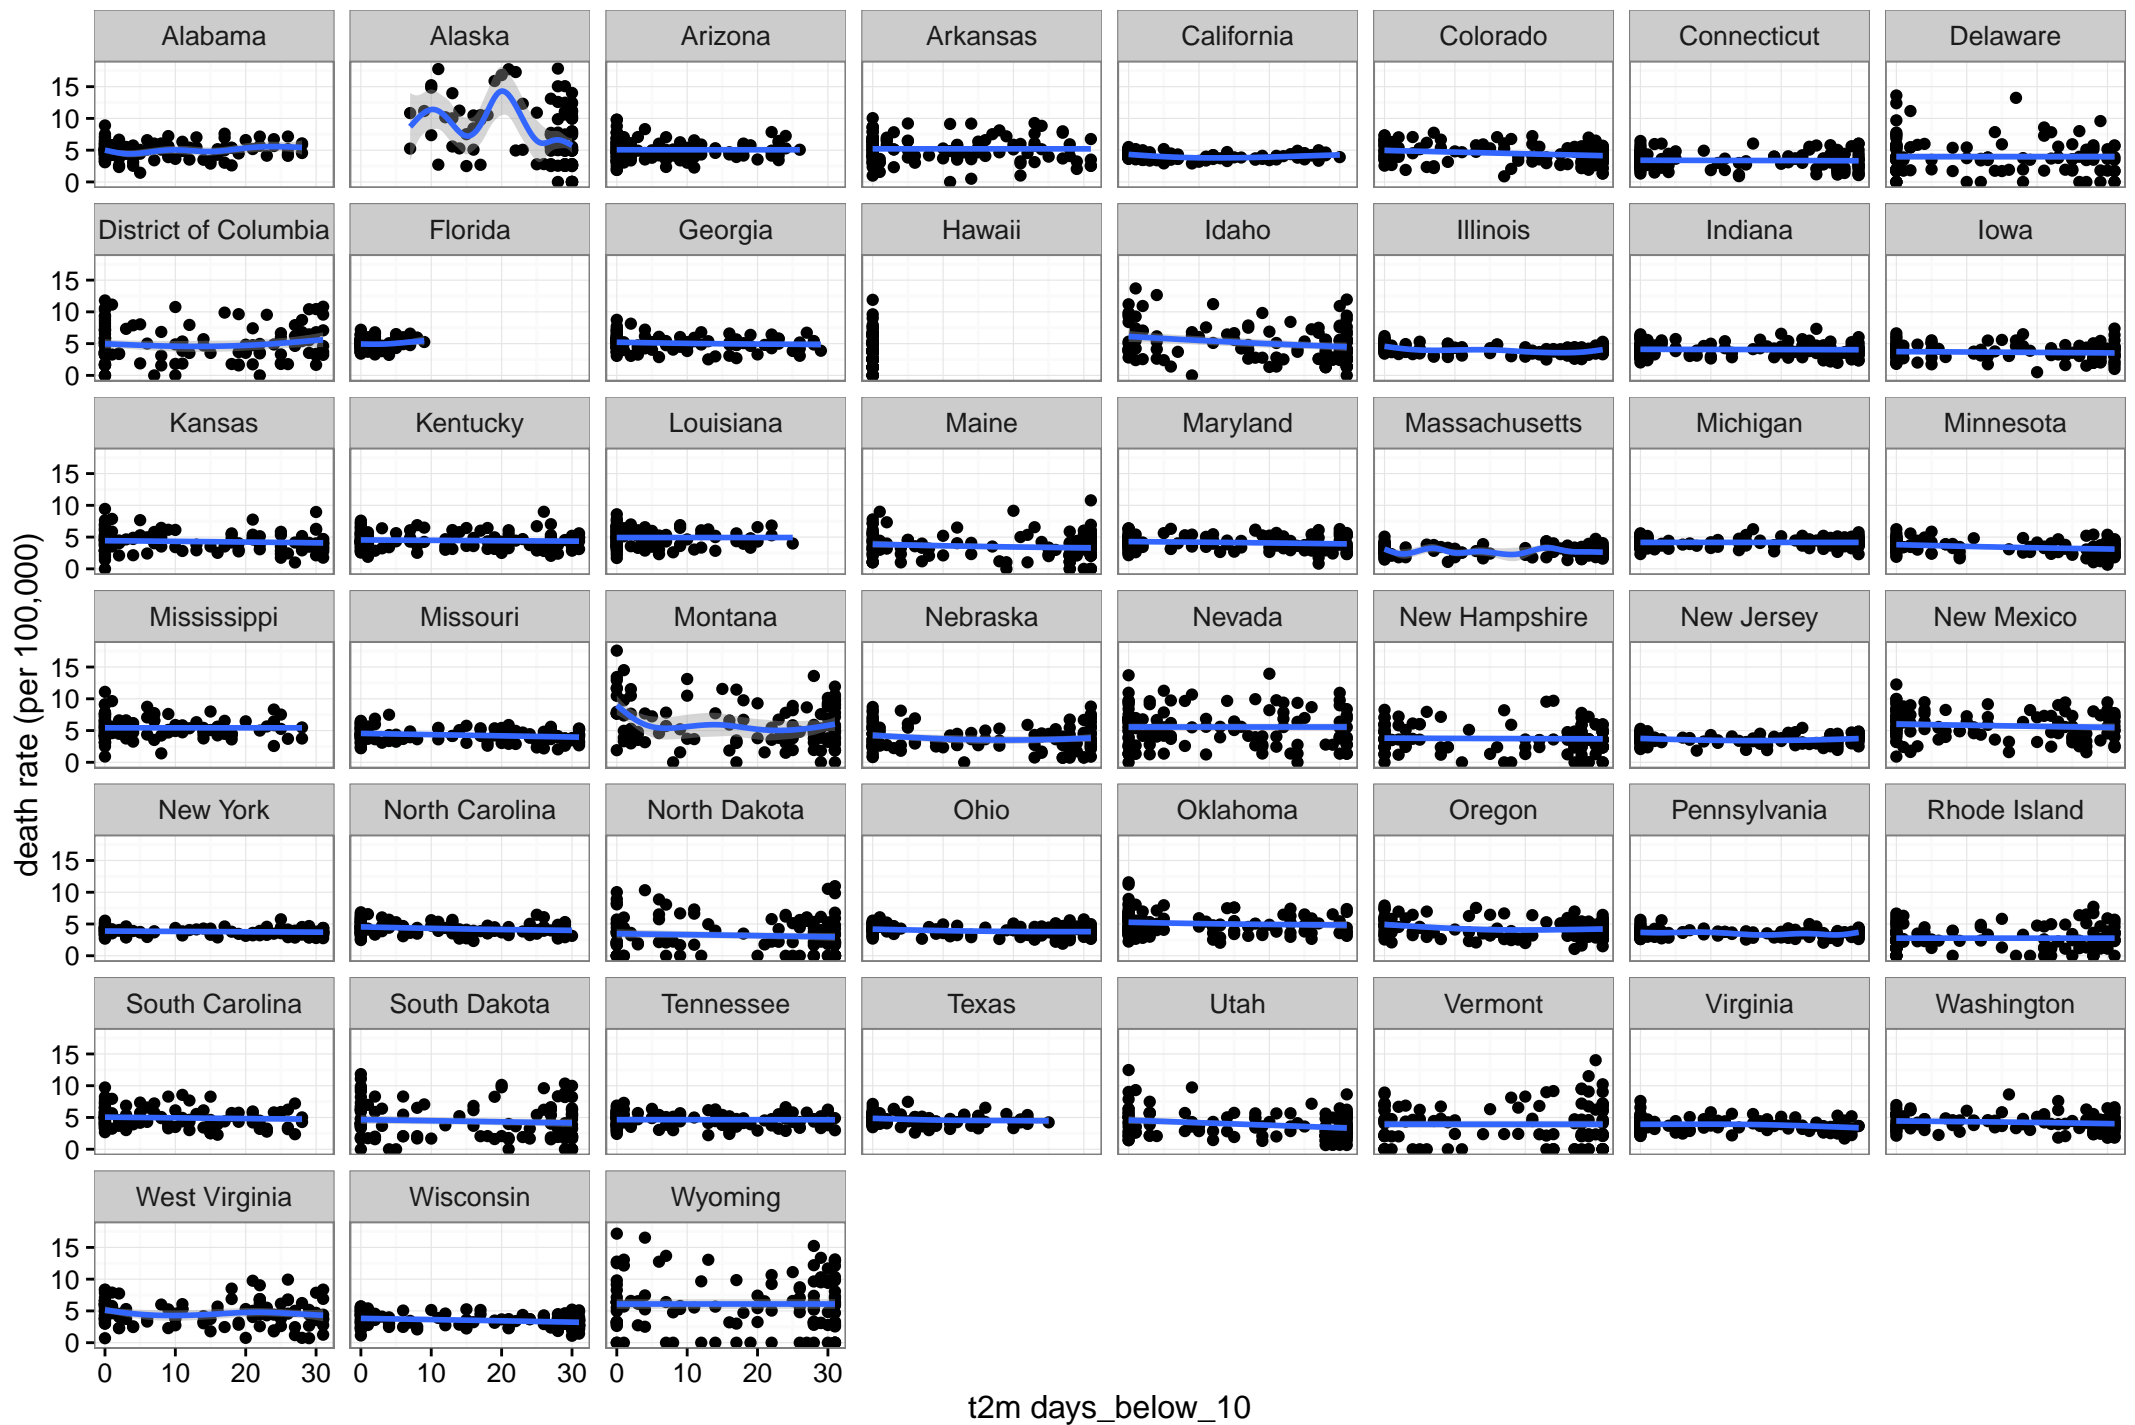 Alabama Alaska Arizona Arkansas California Colorado Connecticut Delaware
15
10
5
0
District of Columbia Florida Georgia Hawaii Idaho Illinois Indiana Iowa
15
10
5
0
Kansas Kentucky Louisiana Maine Maryland Massachusetts Michigan Minnesota
15
10
5
0
death rate (per 100,000)
Mississippi Missouri Montana Nebraska Nevada New Hampshire New Jersey New Mexico
15
10
5
0
New York North Carolina North Dakota Ohio Oklahoma Oregon Pennsylvania Rhode Island
15
10
5
0
South Carolina South Dakota Tennessee Texas Utah Vermont Virginia Washington
15
10
5
0
West Virginia Wisconsin Wyoming
15
10
5
0
0 10 20 30 0 10 20 30 0 10 20 30
t2m days_below_10